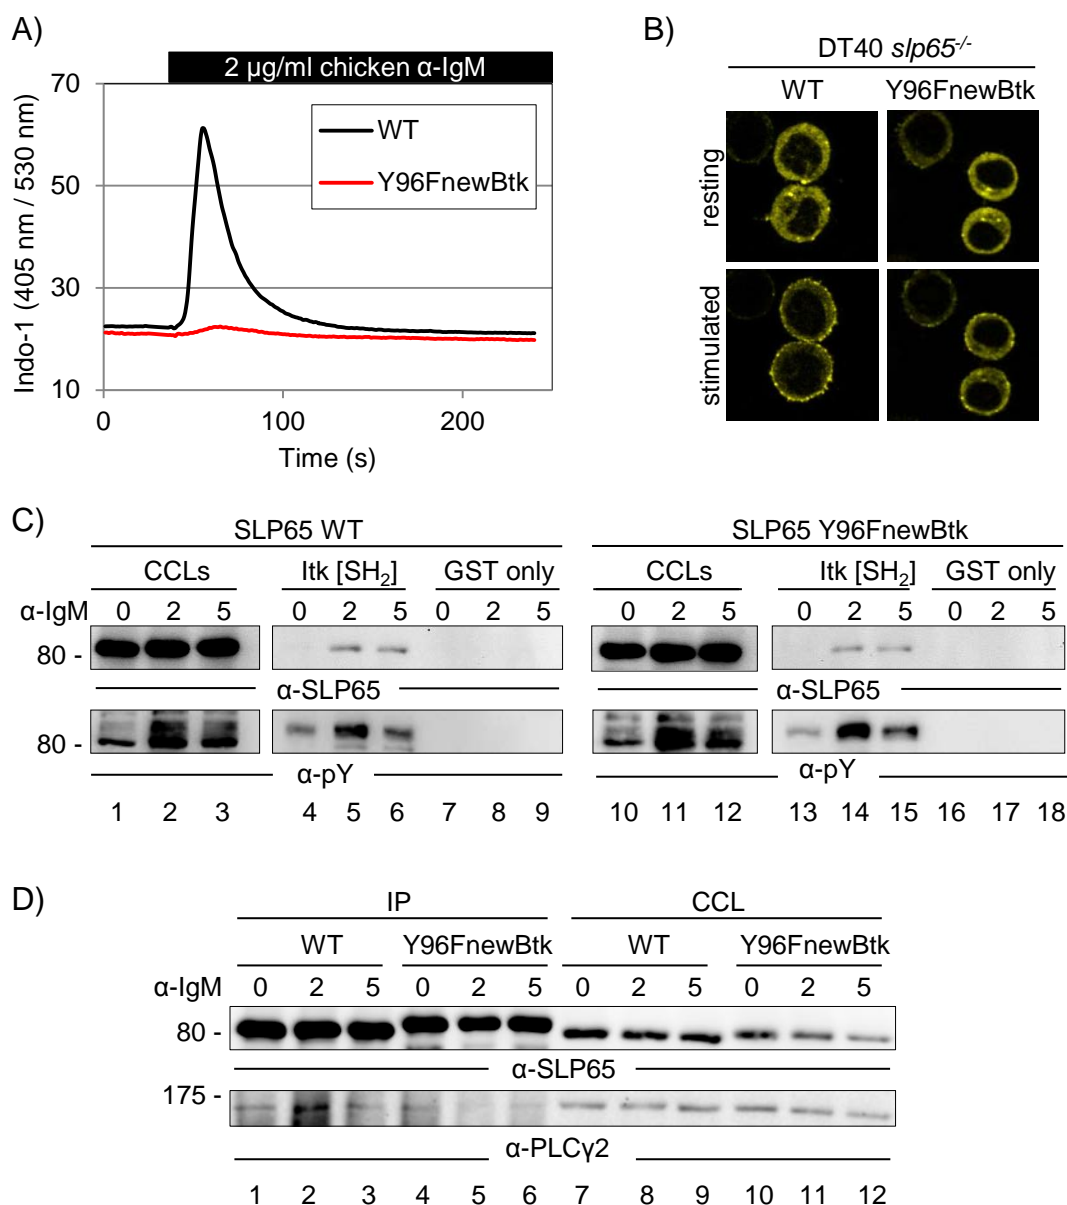 A)
2 μg/ml chicken α-IgM
70
50
30
10
Indo-1 (405 nm / 530 nm)
WT
Y96FnewBtk
0 100 200
Time (s)
B)
DT40 slp65-/-
WT Y96FnewBtk
resting
stimulated
C)
SLP65 WT SLP65 Y96FnewBtk
CCLs Itk [SH2] GST only CCLs Itk [SH2] GST only
α-IgM 0 2 5 0 2 5 0 2 5 0 2 5 0 2 5 0 2 5
80 - 80 -
α-SLP65 α-SLP65
80 - 80 -
α-pY α-pY
1 2 3 4 5 6 7 8 9 10 11 12 13 14 15 16 17 18
D)
IP CCL
WT Y96FnewBtk WT Y96FnewBtk
α-IgM 0 2 5 0 2 5 0 2 5 0 2 5
80 -
α-SLP65
175 -
α-PLCγ2
1 2 3 4 5 6 7 8 9 10 11 12